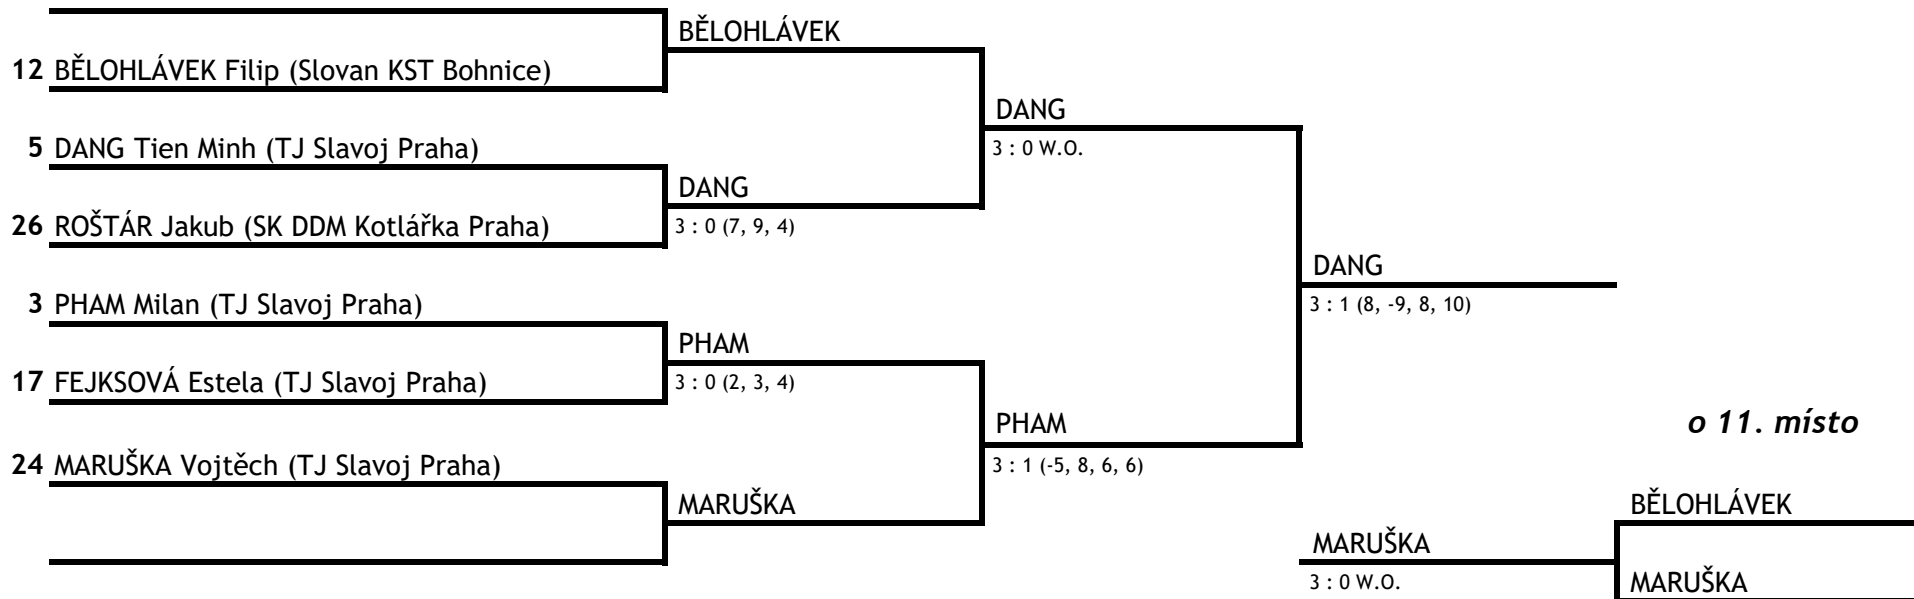 BĚLOHLÁVEK
12 BĚLOHLÁVEK Filip (Slovan KST Bohnice)
DANG
5 DANG Tien Minh (TJ Slavoj Praha)
3 : 0 W.O.
DANG
26 ROŠTÁR Jakub (SK DDM Kotlářka Praha)
3 : 0 (7, 9, 4)
DANG
3 PHAM Milan (TJ Slavoj Praha)
3 : 1 (8, -9, 8, 10)
PHAM
17 FEJKSOVÁ Estela (TJ Slavoj Praha)
3 : 0 (2, 3, 4)
PHAM
o 11. místo
24 MARUŠKA Vojtěch (TJ Slavoj Praha)
3 : 1 (-5, 8, 6, 6)
MARUŠKA
BĚLOHLÁVEK
MARUŠKA
3 : 0 W.O.
MARUŠKA